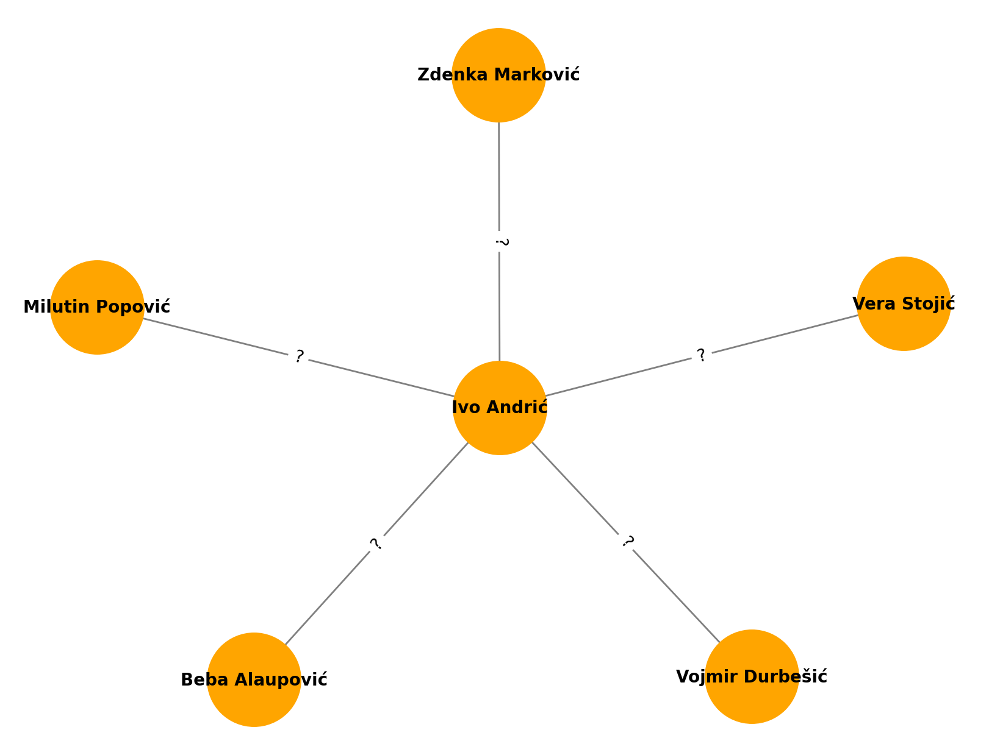 Zdenka Marković
?
Vera Stojić
Milutin Popović
?
?
Ivo Andrić
?
?
Vojmir Durbešić
Beba Alaupović